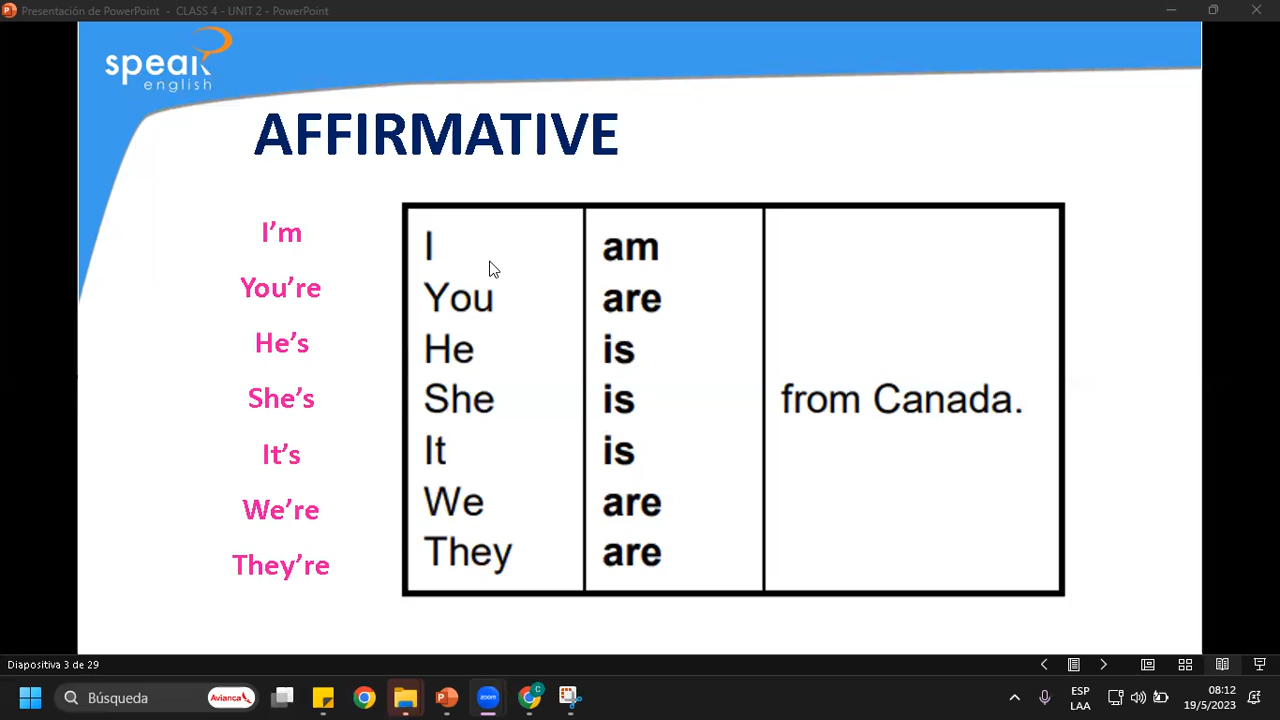 Presentación de PowerPoint - CLASS 4 - UNIT 2 - PowerPoint
speak
english
AFFIRMATIVE
I'm
I am
You're
You are
He's
He is
She's
She is from Canada.
It's
It is
We're
We are
They're
They are
Diapositiva 3 de 29
Búsqueda
Avianca
zoom
C
ESP
LAA
08:12
19/5/2023